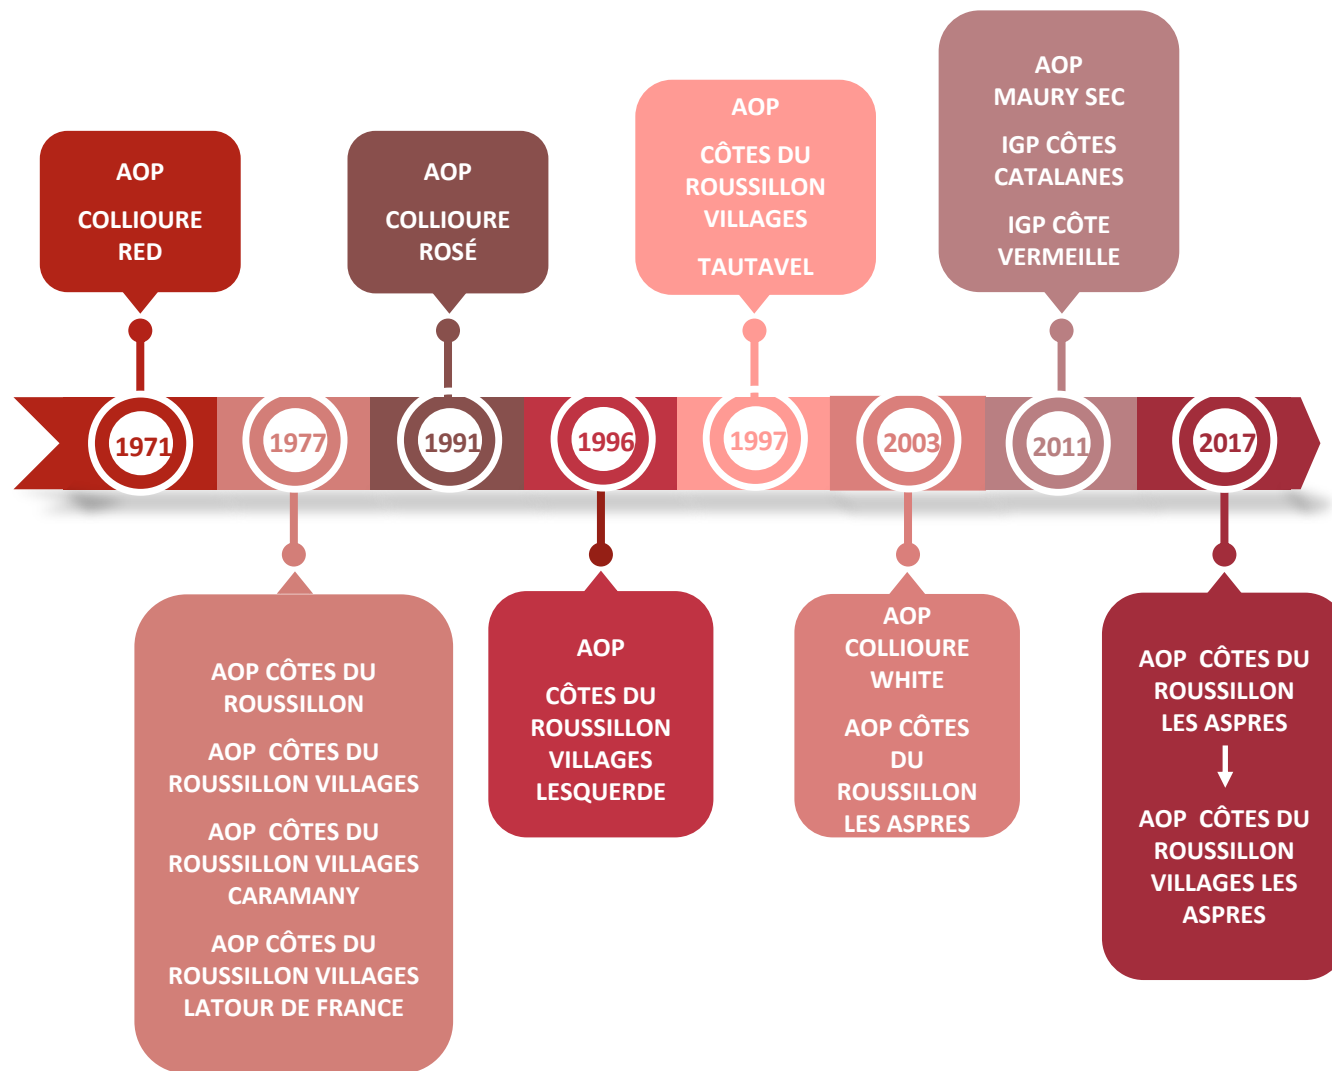 AOP
COLLIOURE
RED
AOP
COLLIOURE
ROSÉ
AOP
CÔTES DU
ROUSSILLON
VILLAGES
TAUTAVEL
AOP
MAURY SEC
IGP CÔTES
CATALANES
IGP CÔTE
VERMEILLE
1971
1977
1991
1996
1997
2003
2011
2017
AOP CÔTES DU
ROUSSILLON
AOP CÔTES DU
ROUSSILLON VILLAGES
AOP CÔTES DU
ROUSSILLON VILLAGES
CARAMANY
AOP CÔTES DU
ROUSSILLON VILLAGES
LATOUR DE FRANCE
AOP
CÔTES DU
ROUSSILLON
VILLAGES
LESQUERDE
AOP
COLLIOURE
WHITE
AOP CÔTES
DU
ROUSSILLON
LES ASPRES
AOP CÔTES DU
ROUSSILLON
LES ASPRES
AOP CÔTES DU
ROUSSILLON
VILLAGES LES
ASPRES